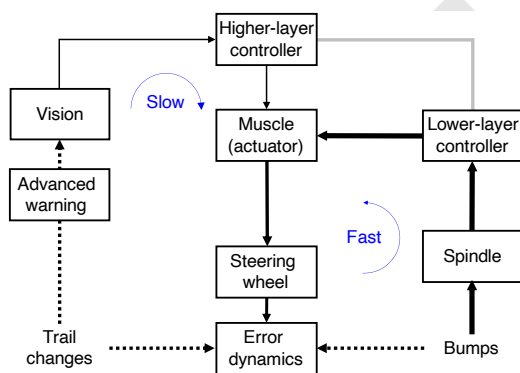 Higher-layer
controller
Slow
Vision
Muscle
(actuator)
Lower-layer
controller
Advanced
warning
Fast
Steering
wheel
Spindle
Trail
changes
Error
dynamics
Bumps